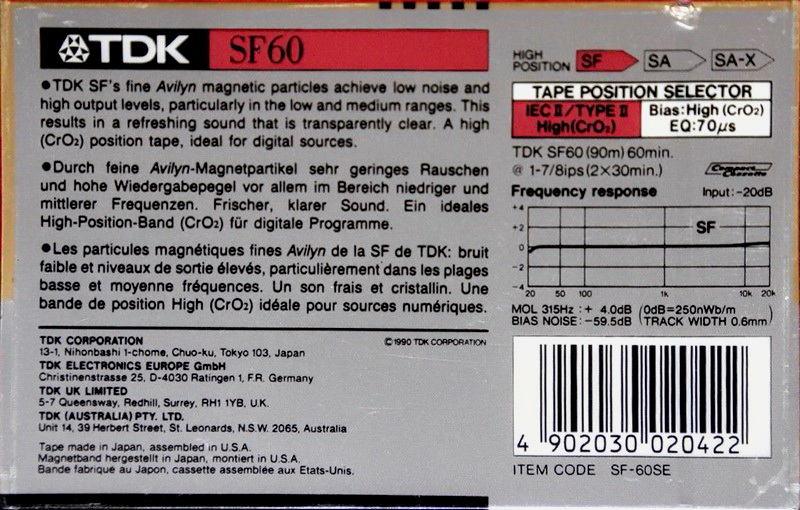 TDK SF60
●TDK SF's fine Avilyn magnetic particles achieve low noise and
high output levels, particularly in the low and medium ranges. This
results in a refreshing sound that is transparently clear. A high
(CrO₂) position tape, ideal for digital sources.
●Durch feine Avilyn-Magnetpartikel sehr geringes Rauschen
und hohe Wiedergabepegel vor allem im Bereich niedriger und
mittlerer Frequenzen. Frischer, klarer Sound. Ein ideales
High-Position-Band (CrO₂) für digitale Programme.
●Les particules magnétiques fines Avilyn de la SF de TDK: bruit
faible et niveaux de sortie élevés, particulièrement dans les plages
basse et moyenne fréquences. Un son frais et cristallin. Une
bande de position High (CrO₂) idéale pour sources numériques.
TDK CORPORATION ©1990 TDK CORPORATION
13-1, Nihonbashi 1-chome, Chuo-ku, Tokyo 103, Japan
TDK ELECTRONICS EUROPE GmbH
Christinenstrasse 25, D-4030 Ratingen 1, F.R. Germany
TDK UK LIMITED
5-7 Queensway, Redhill, Surrey, RH1 1YB, U.K.
TDK (AUSTRALIA) PTY. LTD.
Unit 14, 39 Herbert Street, St. Leonards, N.S.W. 2065, Australia
Tape made in Japan, assembled in U.S.A.
Magnetband hergestellt in Japan, montiert in U.S.A.
Bande fabriqué au Japon, cassette assemblée aux Etats-Unis.
HIGH
POSITION SF SA SA-X
TAPE POSITION SELECTOR
IEC II/TYPE II Bias:High (CrO₂)
High(CrO₂) EQ:70µs
TDK SF60 (90m) 60min.
@ 1-7/8ips (2×30min.) Compact Cassette
Frequency response Input:-20dB
+4
+2 SF
0
-2
-4
20 50 100 1k 10k 20k
MOL 315Hz :+ 4.0dB (0dB=250nWb/m
BIAS NOISE:-59.5dB TRACK WIDTH 0.6mm)
4 902030 020422
ITEM CODE SF-60SE